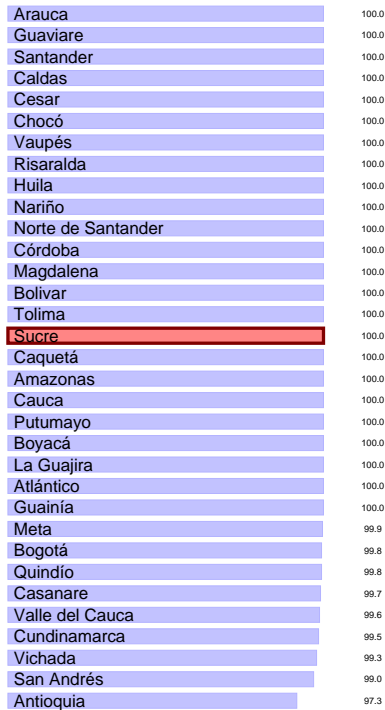 Arauca 100.0
Guaviare 100.0
Santander 100.0
Caldas 100.0
Cesar 100.0
Chocó 100.0
Vaupés 100.0
Risaralda 100.0
Huila 100.0
Nariño 100.0
Norte de Santander 100.0
Córdoba 100.0
Magdalena 100.0
Bolivar 100.0
Tolima 100.0
Sucre 100.0
Caquetá 100.0
Amazonas 100.0
Cauca 100.0
Putumayo 100.0
Boyacá 100.0
La Guajira 100.0
Atlántico 100.0
Guainía 100.0
Meta 99.9
Bogotá 99.8
Quindío 99.8
Casanare 99.7
Valle del Cauca 99.6
Cundinamarca 99.5
Vichada 99.3
San Andrés 99.0
Antioquia 97.3